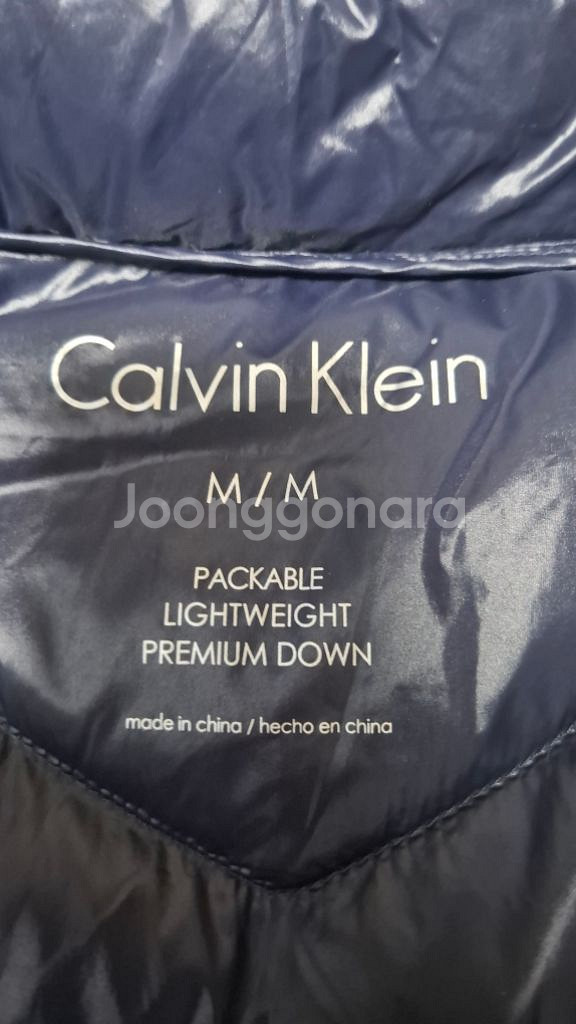 Calvin Klein
M / M
Joonggonara
PACKABLE
LIGHTWEIGHT
PREMIUM DOWN
made in china / hecho en china